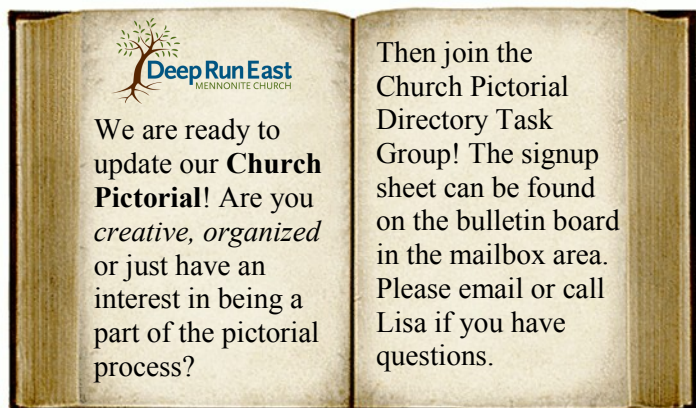 Deep Run East
MENNONITE CHURCH
We are ready to
update our Church
Pictorial! Are you
creative, organized
or just have an
interest in being a
part of the pictorial
process?
Then join the
Church Pictorial
Directory Task
Group! The signup
sheet can be found
on the bulletin board
in the mailbox area.
Please email or call
Lisa if you have
questions.